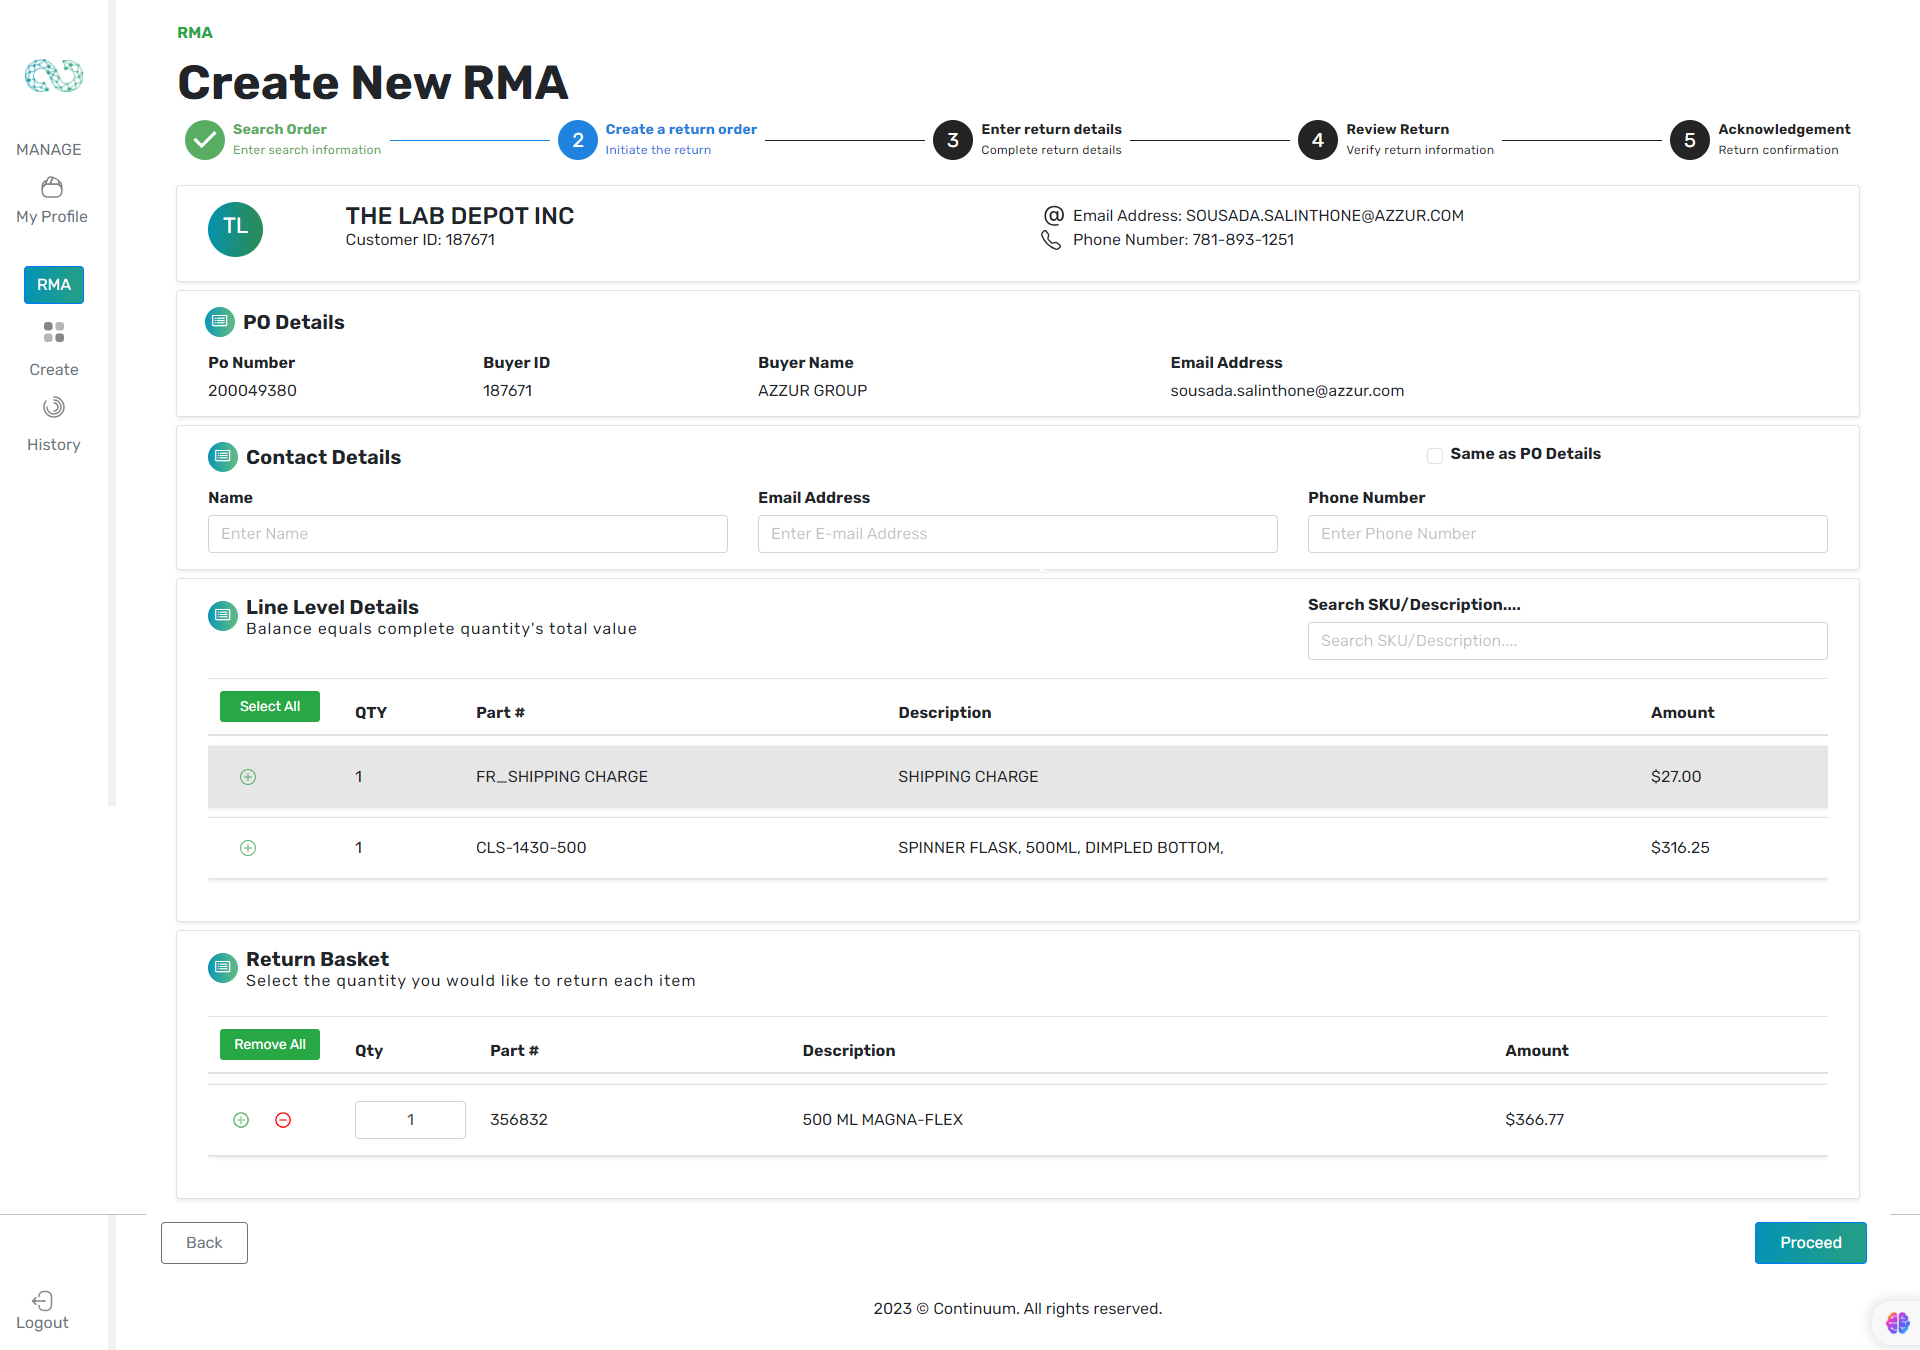 RMA
Create New RMA
MANAGE
My Profile
RMA
Create
History
Logout
Search Order
Enter search information
2
Create a return order
Initiate the return
3
Enter return details
Complete return details
4
Review Return
Verify return information
5
Acknowledgement
Return confirmation
TL
THE LAB DEPOT INC
Customer ID: 187671
Email Address: SOUSADA.SALINTHONE@AZZUR.COM
Phone Number: 781-893-1251
PO Details
Po Number Buyer ID Buyer Name Email Address
200049380 187671 AZZUR GROUP sousada.salinthone@azzur.com
Contact Details
Same as PO Details
Name Email Address Phone Number
Enter Name Enter E-mail Address Enter Phone Number
Line Level Details
Balance equals complete quantity's total value
Search SKU/Description....
Search SKU/Description....
Select All QTY Part # Description Amount
1 FR_SHIPPING CHARGE SHIPPING CHARGE $27.00
1 CLS-1430-500 SPINNER FLASK, 500ML, DIMPLED BOTTOM, $316.25
Return Basket
Select the quantity you would like to return each item
Remove All Qty Part # Description Amount
1 356832 500 ML MAGNA-FLEX $366.77
Back
Proceed
2023 © Continuum. All rights reserved.